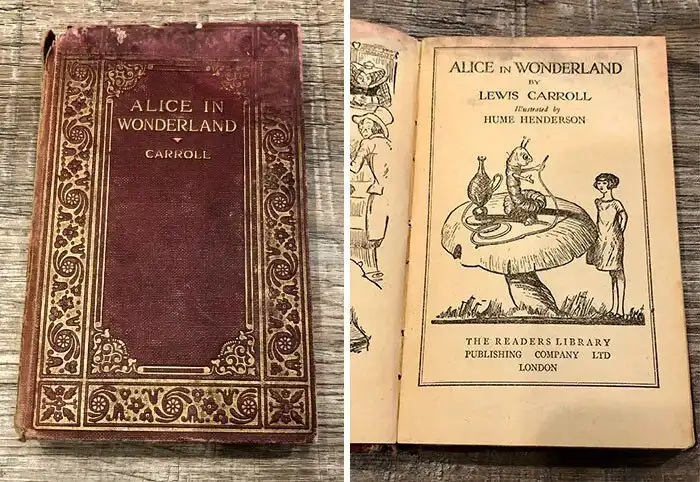 ALICE IN
WONDERLAND
CARROLL
ALICE IN WONDERLAND
BY
LEWIS CARROLL
Illustrated by
HUME HENDERSON
THE READERS LIBRARY
PUBLISHING COMPANY LTD
LONDON